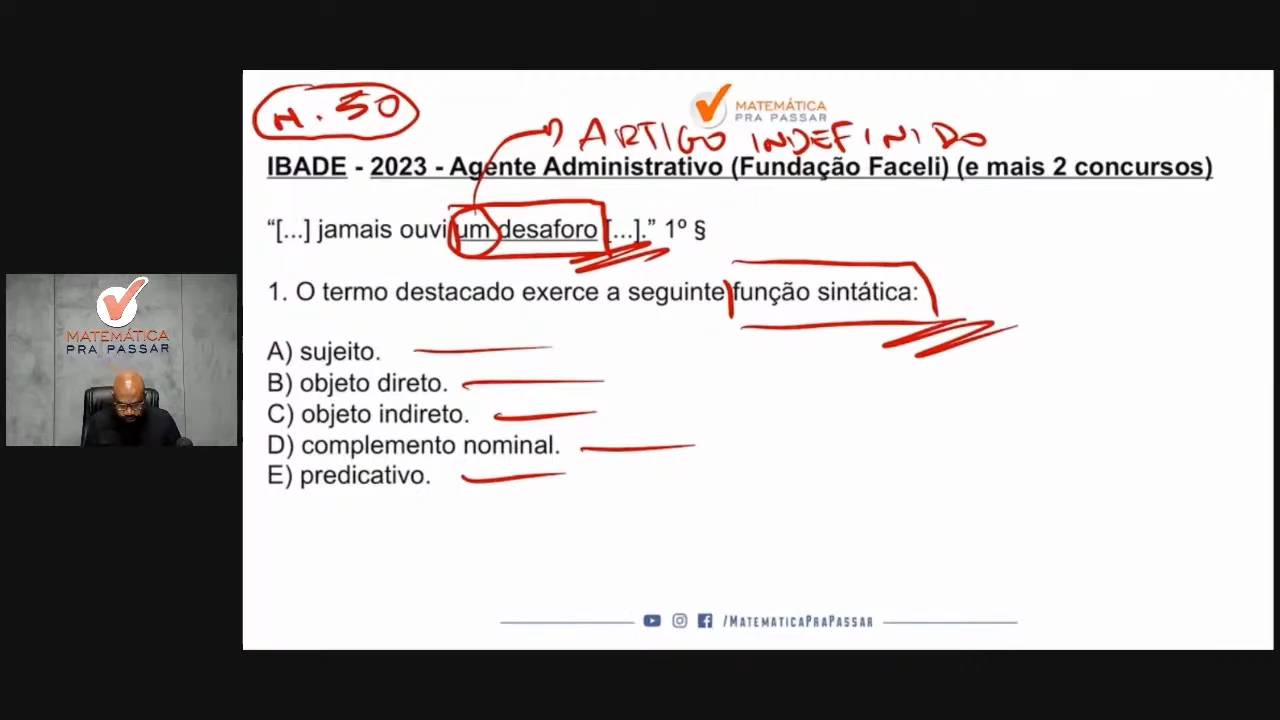 N. 50
MATEMÁTICA
PRA PASSAR
ARTIGO INDEFINIDO
IBADE - 2023 - Agente Administrativo (Fundação Faceli) (e mais 2 concursos)
“[...] jamais ouvi um desaforo [...].” 1º §
1. O termo destacado exerce a seguinte função sintática:
A) sujeito.
B) objeto direto.
C) objeto indireto.
D) complemento nominal.
E) predicativo.
MATEMÁTICA
PRA PASSAR
/MATEMATICAPRAPASSAR